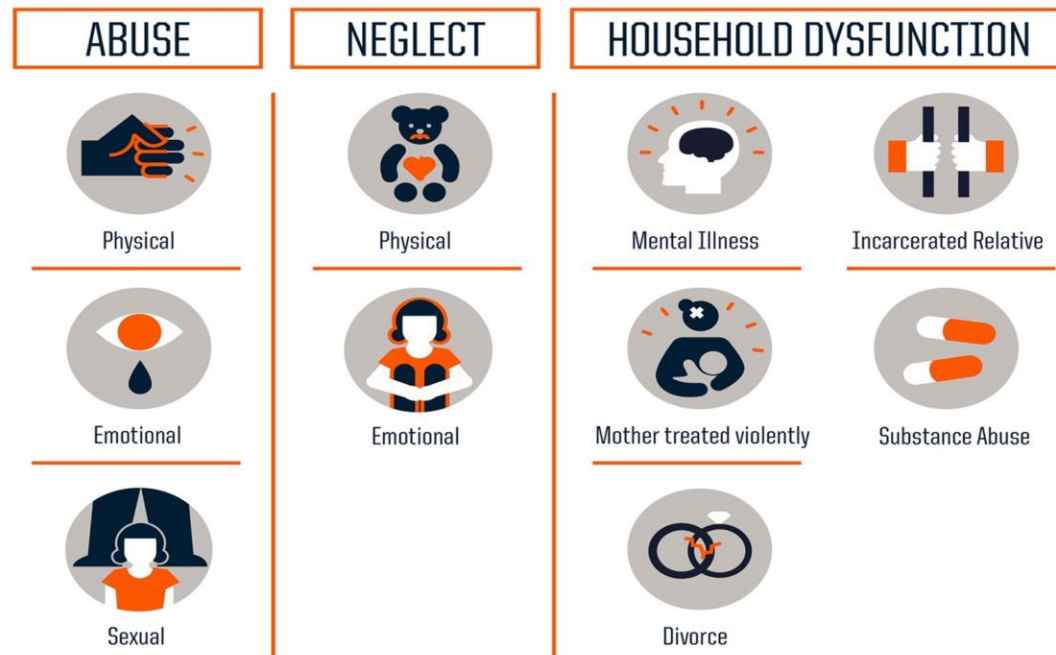 ABUSE
NEGLECT
HOUSEHOLD DYSFUNCTION
Physical
Physical
Mental Illness
Incarcerated Relative
Emotional
Emotional
Mother treated violently
Substance Abuse
Sexual
Divorce